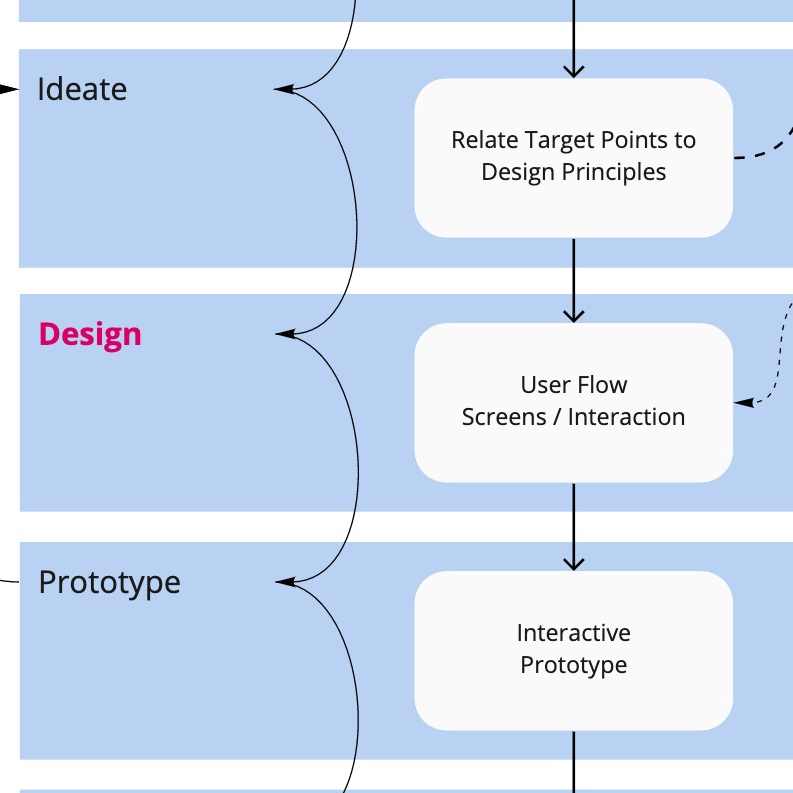 Ideate
Relate Target Points to
Design Principles
Design
User Flow
Screens / Interaction
Prototype
Interactive
Prototype